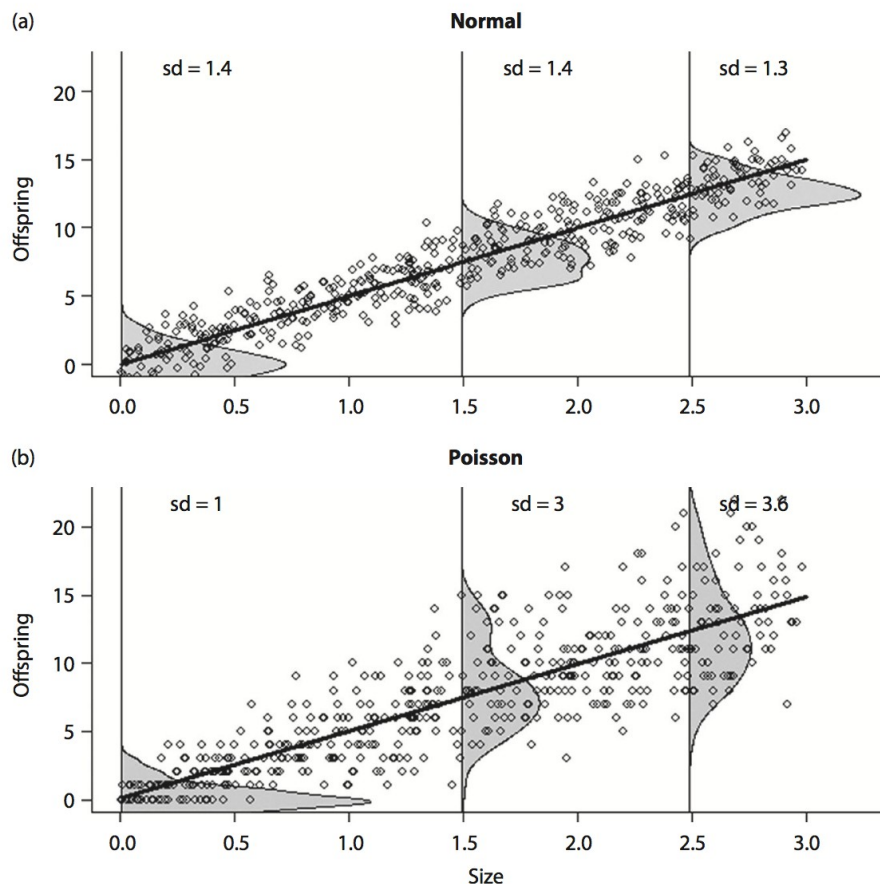 (a) Normal
sd = 1.4 sd = 1.4 sd = 1.3
20
15
10
5
0
Offspring
0.0 0.5 1.0 1.5 2.0 2.5 3.0
(b) Poisson
sd = 1 sd = 3 sd = 3.6
20
15
10
5
0
Offspring
0.0 0.5 1.0 1.5 2.0 2.5 3.0
Size